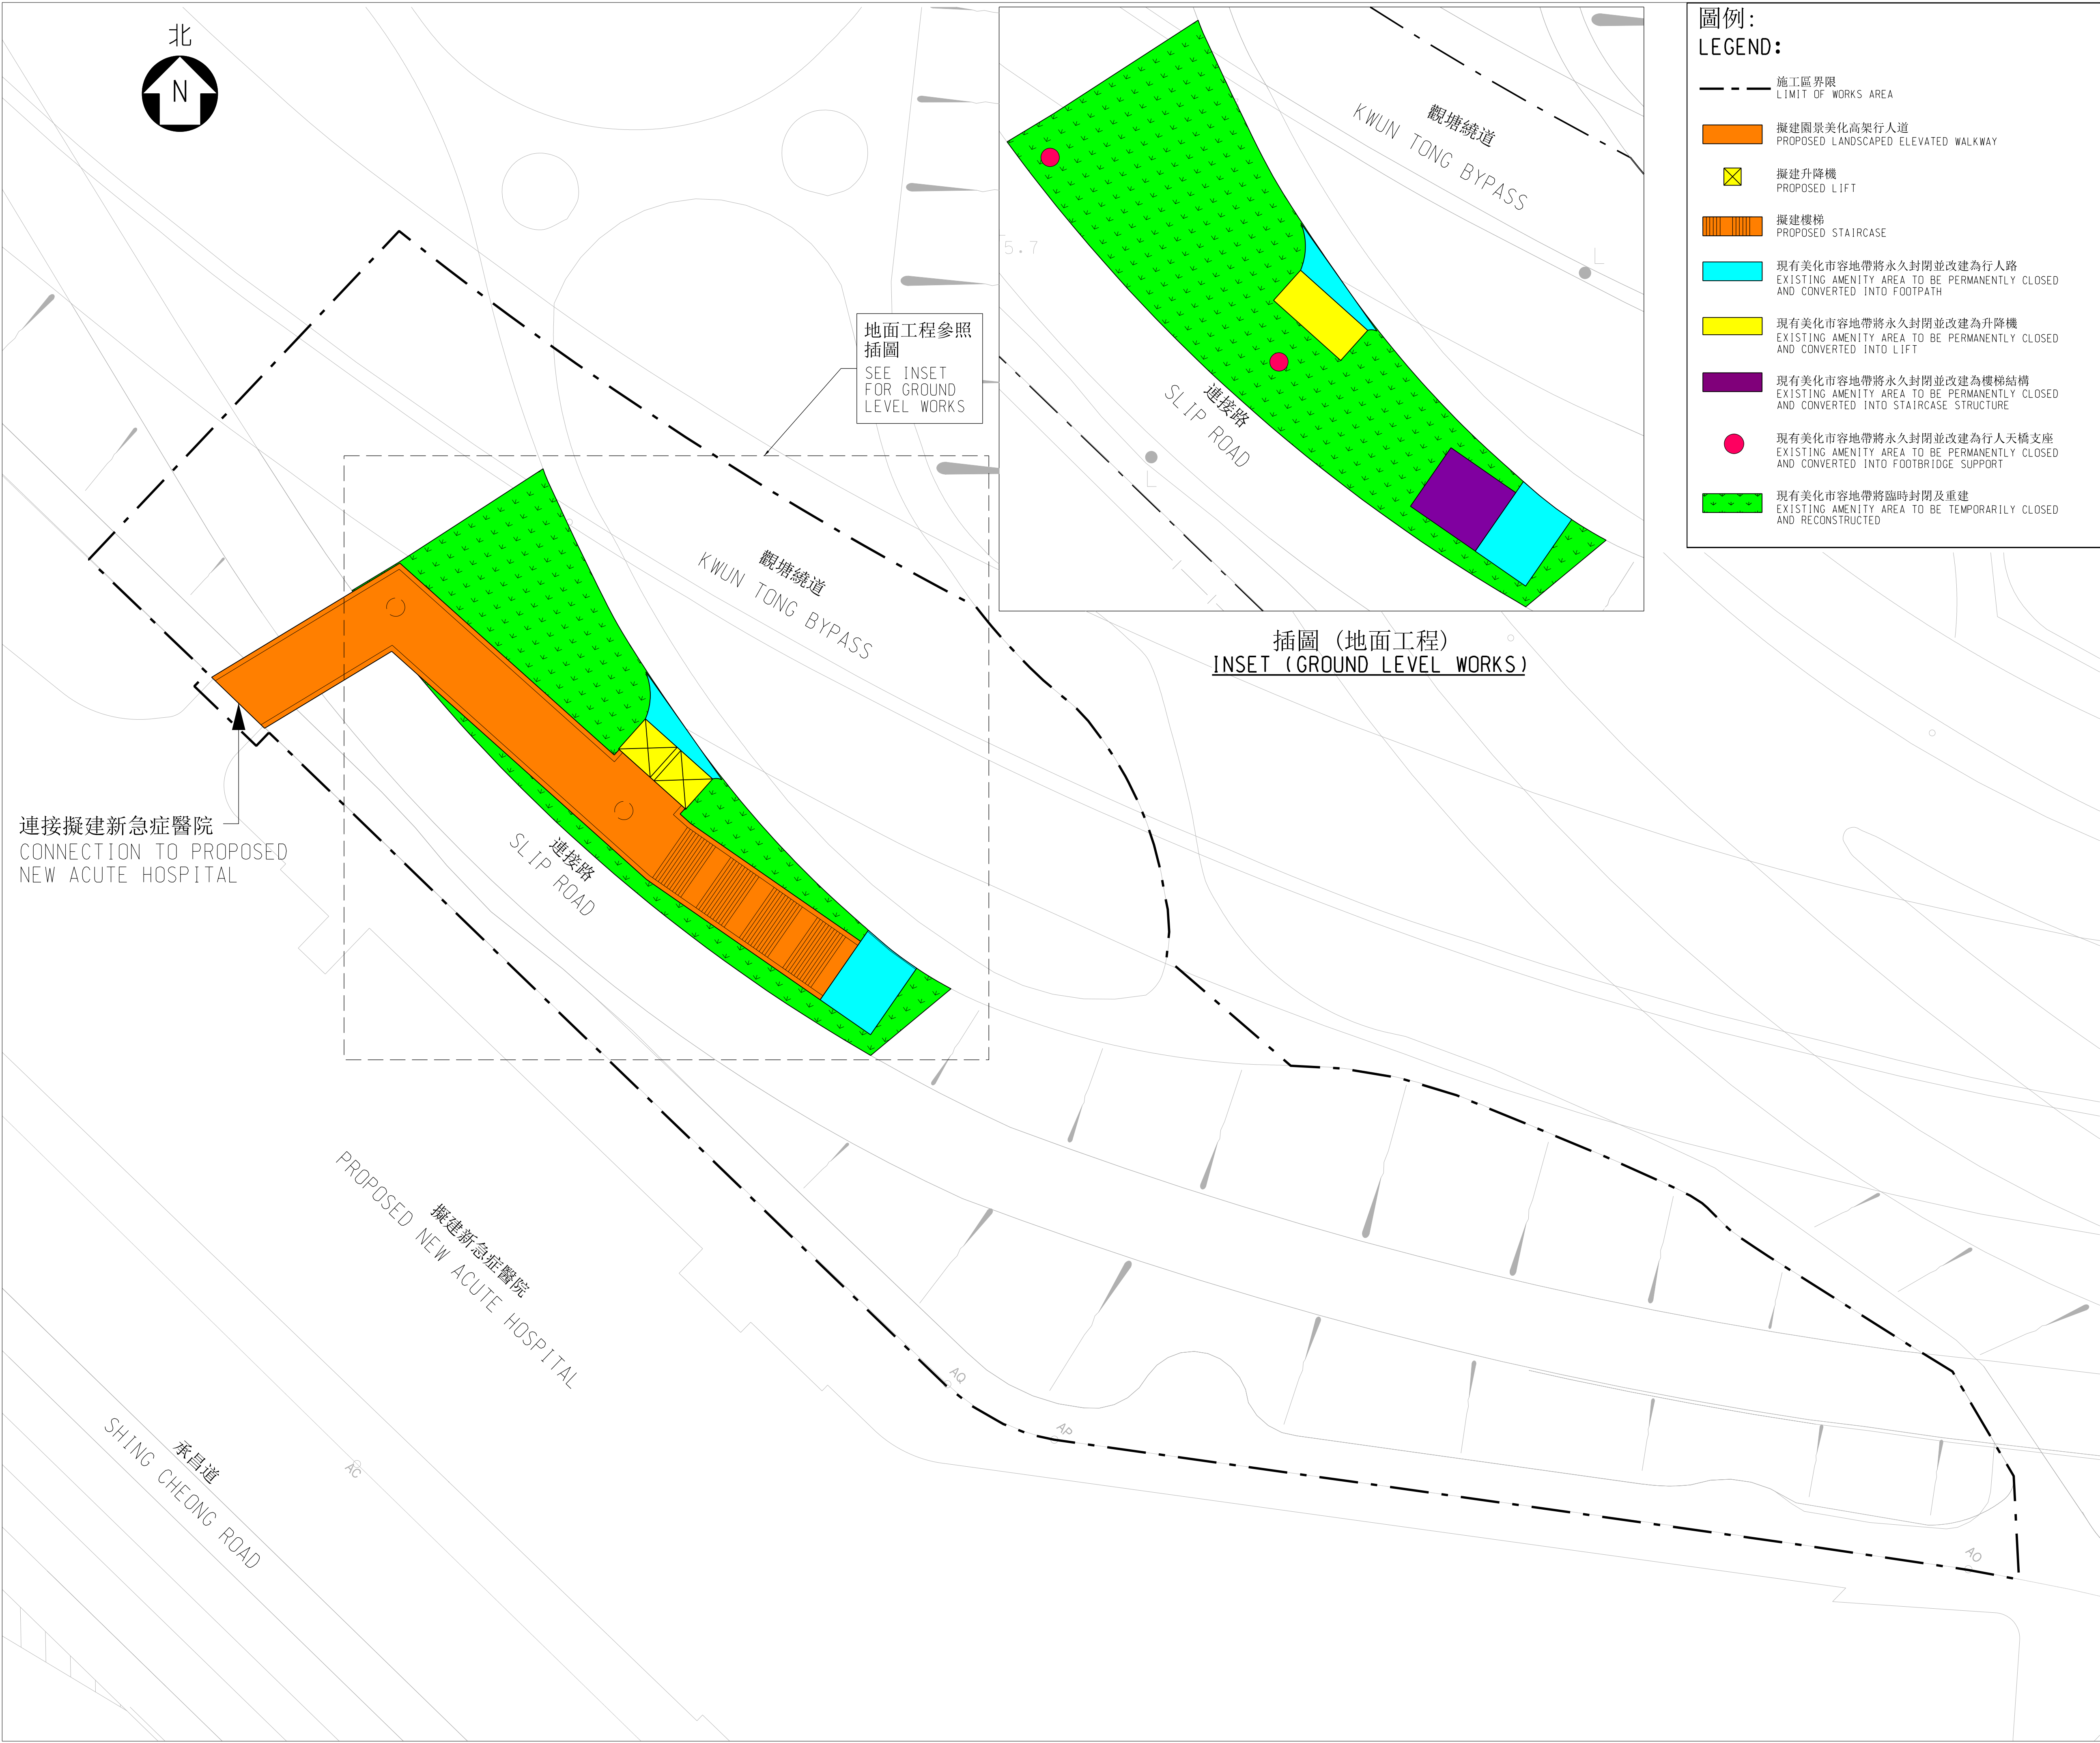 北
N
地面工程參照
插圖
SEE INSET
FOR GROUND
LEVEL WORKS
觀塘繞道
KWUN TONG BYPASS
連接路
SLIP ROAD
連接擬建新急症醫院
CONNECTION TO PROPOSED
NEW ACUTE HOSPITAL
擬建新急症醫院
PROPOSED NEW ACUTE HOSPITAL
承昌道
SHING CHEONG ROAD
AC
AQ
AP
AO
觀塘繞道
KWUN TONG BYPASS
5.7
L
連接路
SLIP ROAD
L
插圖 (地面工程)
INSET (GROUND LEVEL WORKS)
圖例:
LEGEND:
施工區界限
LIMIT OF WORKS AREA
擬建園景美化高架行人道
PROPOSED LANDSCAPED ELEVATED WALKWAY
擬建升降機
PROPOSED LIFT
擬建樓梯
PROPOSED STAIRCASE
現有美化市容地帶將永久封閉並改建為行人路
EXISTING AMENITY AREA TO BE PERMANENTLY CLOSED
AND CONVERTED INTO FOOTPATH
現有美化市容地帶將永久封閉並改建為升降機
EXISTING AMENITY AREA TO BE PERMANENTLY CLOSED
AND CONVERTED INTO LIFT
現有美化市容地帶將永久封閉並改建為樓梯結構
EXISTING AMENITY AREA TO BE PERMANENTLY CLOSED
AND CONVERTED INTO STAIRCASE STRUCTURE
現有美化市容地帶將永久封閉並改建為行人天橋支座
EXISTING AMENITY AREA TO BE PERMANENTLY CLOSED
AND CONVERTED INTO FOOTBRIDGE SUPPORT
現有美化市容地帶將臨時封閉及重建
EXISTING AMENITY AREA TO BE TEMPORARILY CLOSED
AND RECONSTRUCTED